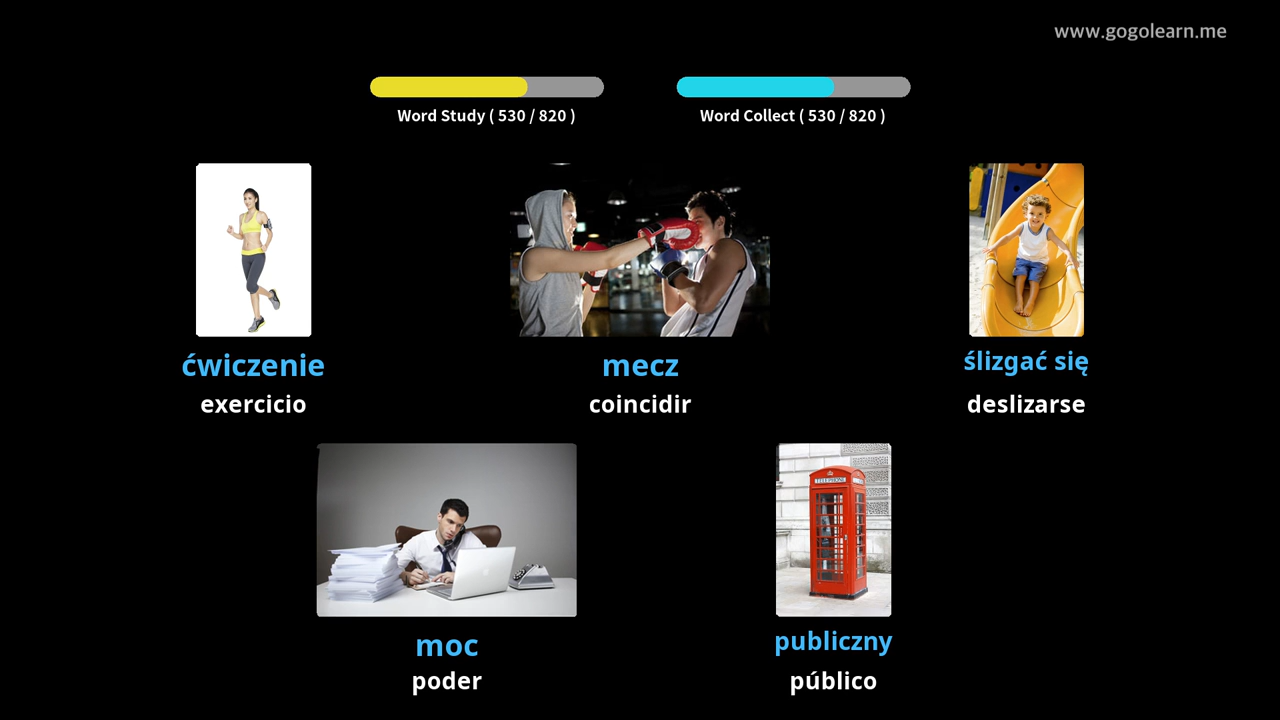 www.gogolearn.me
Word Study ( 530 / 820 )
Word Collect ( 530 / 820 )
ćwiczenie
exercicio
mecz
coincidir
ślizgać się
deslizarse
TELEPHONE
moc
poder
publiczny
público